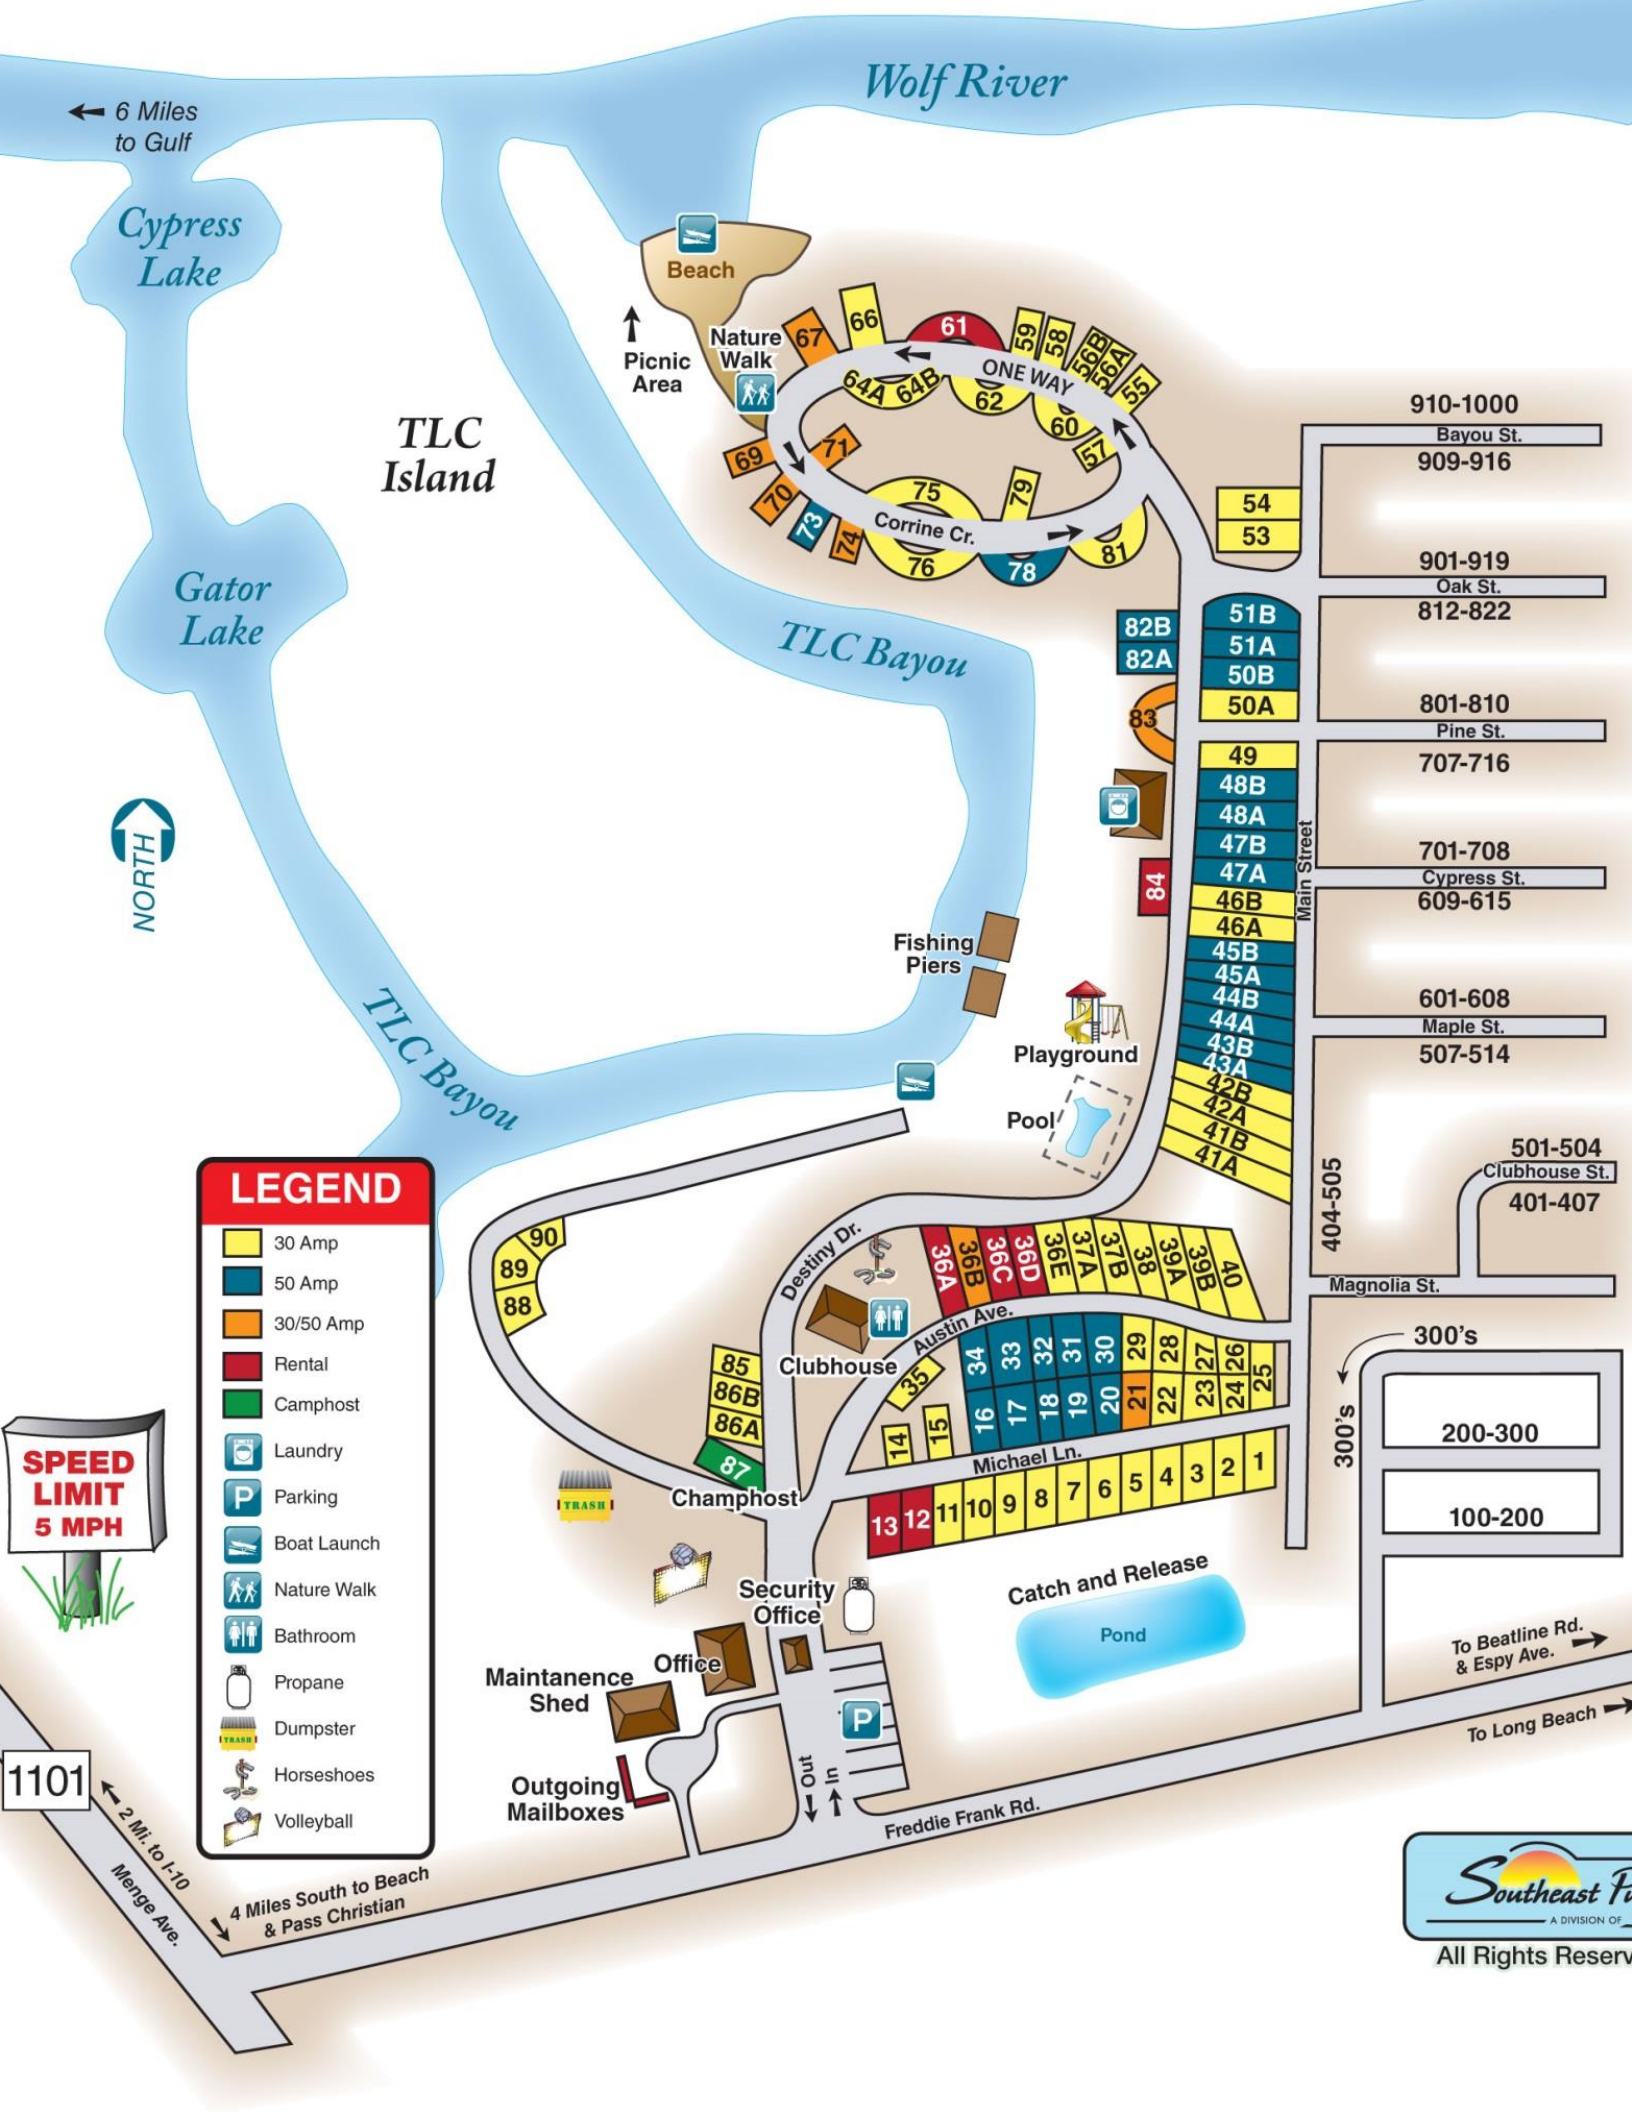 Wolf River
6 Miles
to Gulf
Cypress
Lake
Beach
Picnic
Area
Nature
Walk
67
66
61
59
58
56B
56A
55
ONE WAY
64A
64B
62
60
57
69
71
70
73
74
75
79
Corrine Cr.
76
78
81
TLC
Island
910-1000
Bayou St.
909-916
54
53
901-919
Oak St.
812-822
Gator
Lake
TLC Bayou
82B
82A
83
51B
51A
50B
50A
801-810
Pine St.
707-716
49
48B
48A
47B
47A
46B
46A
45B
45A
44B
44A
43B
43A
42B
42A
41B
41A
84
Main Street
701-708
Cypress St.
609-615
NORTH
Fishing
Piers
601-608
Maple St.
507-514
Playground
Pool
TLC Bayou
501-504
Clubhouse St.
401-407
404-505
Magnolia St.
LEGEND
30 Amp
50 Amp
30/50 Amp
Rental
Camphost
Laundry
P Parking
Boat Launch
Nature Walk
Bathroom
Propane
TRASH Dumpster
Horseshoes
Volleyball
90
89
88
Destiny Dr.
36A
36B
36C
36D
36E
37A
37B
38
39A
39B
40
Clubhouse
Austin Ave.
85
86B
86A
87
Champhost
35
34
33
32
31
30
29
28
27
26
25
14
15
16
17
18
19
20
21
22
23
24
Michael Ln.
13
12
11
10
9
8
7
6
5
4
3
2
1
300's
300's
200-300
100-200
SPEED
LIMIT
5 MPH
TRASH
Security
Office
Catch and Release
Pond
Office
Maintanence
Shed
P
Outgoing
Mailboxes
Out
In
To Beatline Rd.
& Espy Ave.
To Long Beach
Freddie Frank Rd.
1101
2 Mi. to I-10
Menge Ave.
4 Miles South to Beach
& Pass Christian
Southeast
A DIVISION OF
All Rights